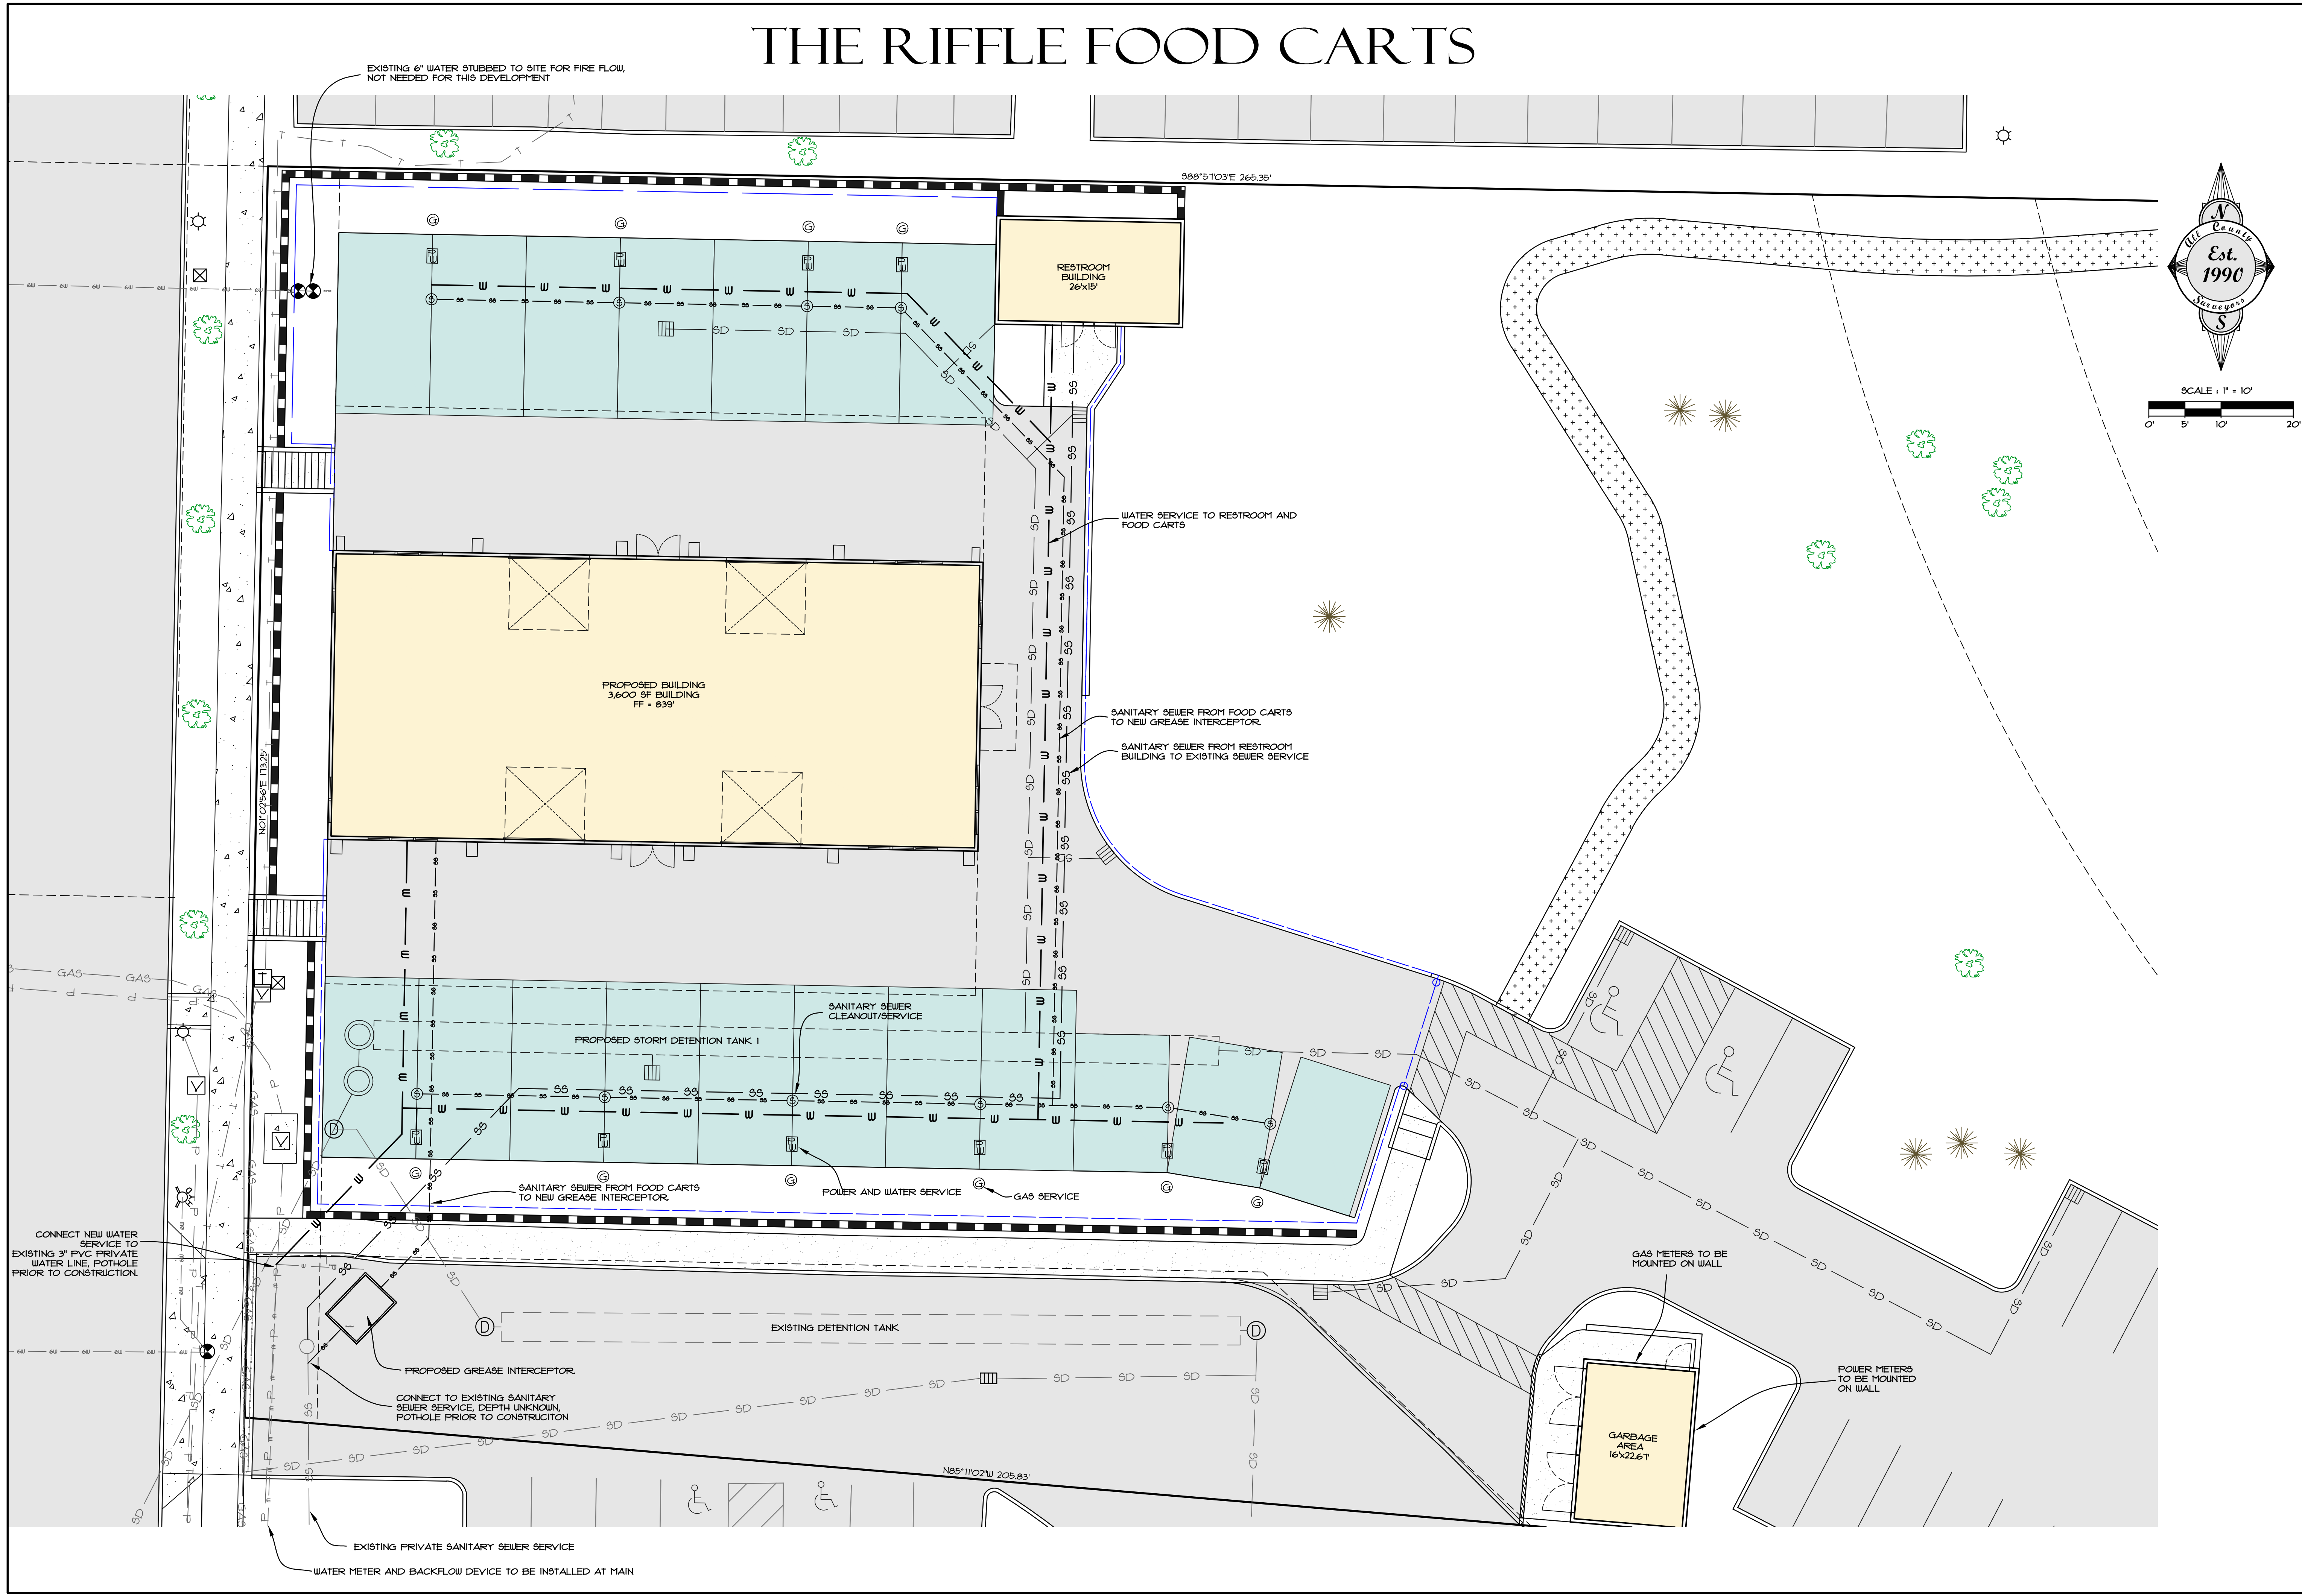 THE RIFFLE FOOD CARTS
EXISTING 6" WATER STUBBED TO SITE FOR FIRE FLOW,
NOT NEEDED FOR THIS DEVELOPMENT
S88°57'03"E 265.35'
N
All County
Est.
1990
Surveyors
S
SCALE : 1" = 10'
0' 5' 10' 20'
RESTROOM
BUILDING
26'x15'
WATER SERVICE TO RESTROOM AND
FOOD CARTS
PROPOSED BUILDING
3,600 SF BUILDING
FF = 839'
SANITARY SEWER FROM FOOD CARTS
TO NEW GREASE INTERCEPTOR.
SANITARY SEWER FROM RESTROOM
BUILDING TO EXISTING SEWER SERVICE
N01°02'56"E 173.25'
SANITARY SEWER
CLEANOUT/SERVICE
PROPOSED STORM DETENTION TANK 1
SANITARY SEWER FROM FOOD CARTS
TO NEW GREASE INTERCEPTOR.
POWER AND WATER SERVICE
GAS SERVICE
CONNECT NEW WATER
SERVICE TO
EXISTING 3" PVC PRIVATE
WATER LINE, POTHOLE
PRIOR TO CONSTRUCTION.
GAS METERS TO BE
MOUNTED ON WALL
EXISTING DETENTION TANK
PROPOSED GREASE INTERCEPTOR.
CONNECT TO EXISTING SANITARY
SEWER SERVICE, DEPTH UNKNOWN,
POTHOLE PRIOR TO CONSTRUCITON
POWER METERS
TO BE MOUNTED
ON WALL
GARBAGE
AREA
16'x22.67'
N85°11'02"W 205.83'
EXISTING PRIVATE SANITARY SEWER SERVICE
WATER METER AND BACKFLOW DEVICE TO BE INSTALLED AT MAIN